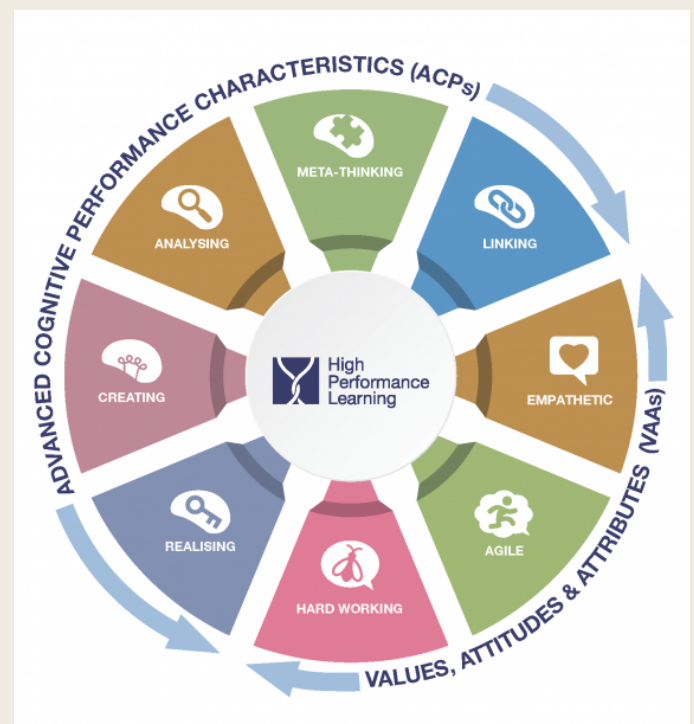 ADVANCED COGNITIVE PERFORMANCE CHARACTERISTICS (ACPs)
META-THINKING
LINKING
ANALYSING
CREATING
REALISING
High
Performance
Learning
EMPATHETIC
AGILE
HARD WORKING
VALUES, ATTITUDES & ATTRIBUTES (VAAs)